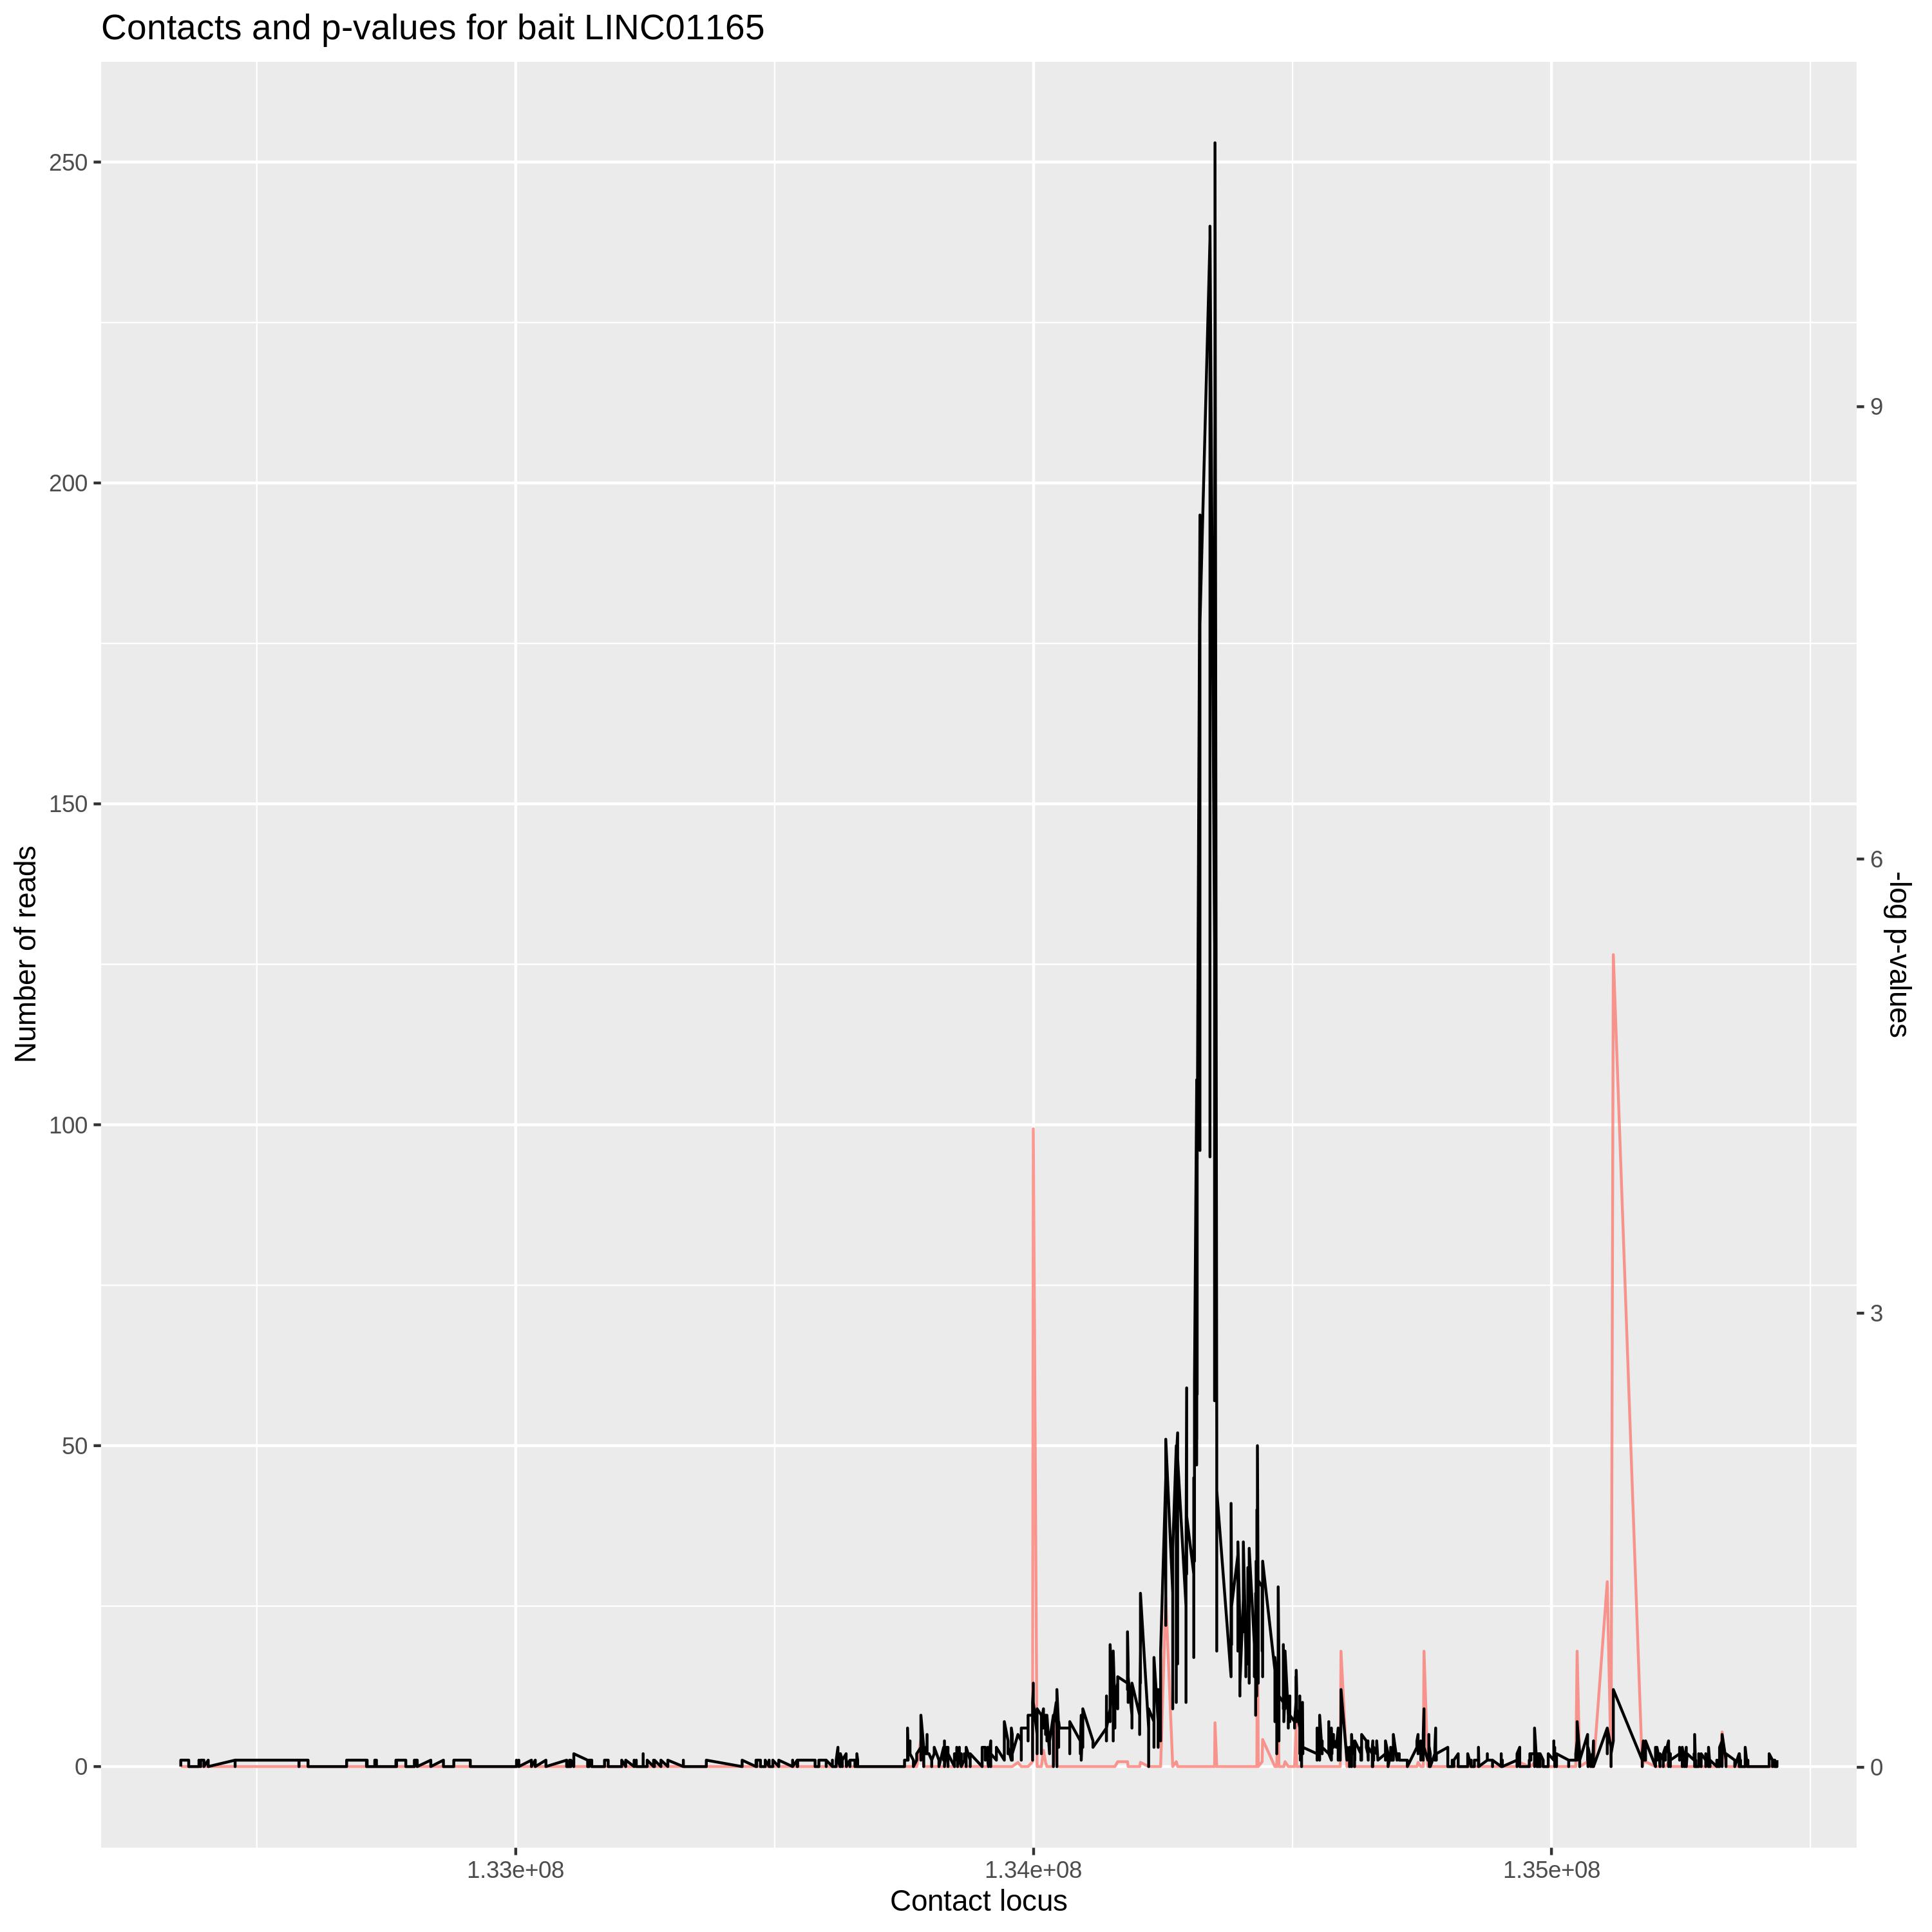 Contacts and p-values for bait LINC01165
250
200
150
100
50
0
9
6
3
0
Number of reads
-log p-values
1.33e+08 1.34e+08 1.35e+08
Contact locus